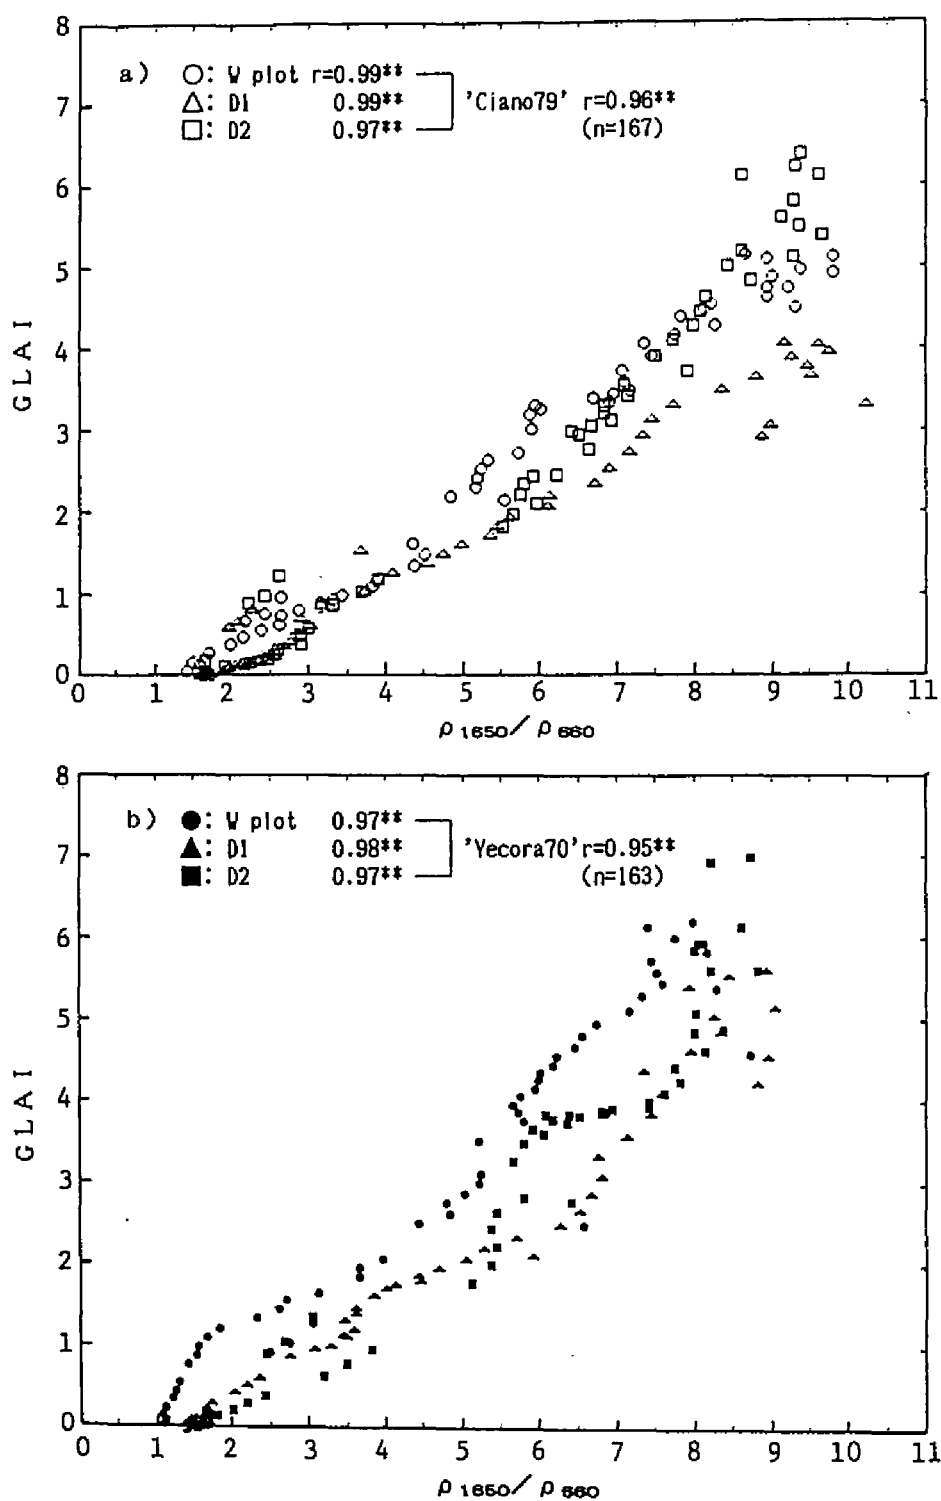 8
7
6
5
4
3
2
1
0
GLAI
a) ○: W plot r=0.99**
△: D1 0.99**
□: D2 0.97**
'Ciano79' r=0.96**
(n=167)
0 1 2 3 4 5 6 7 8 9 10 11
ρ1650/ρ660
8
7
6
5
4
3
2
1
0
GLAI
b) ●: W plot 0.97**
▲: D1 0.98**
■: D2 0.97**
'Yecora70' r=0.95**
(n=163)
0 1 2 3 4 5 6 7 8 9 10 11
ρ1650/ρ660